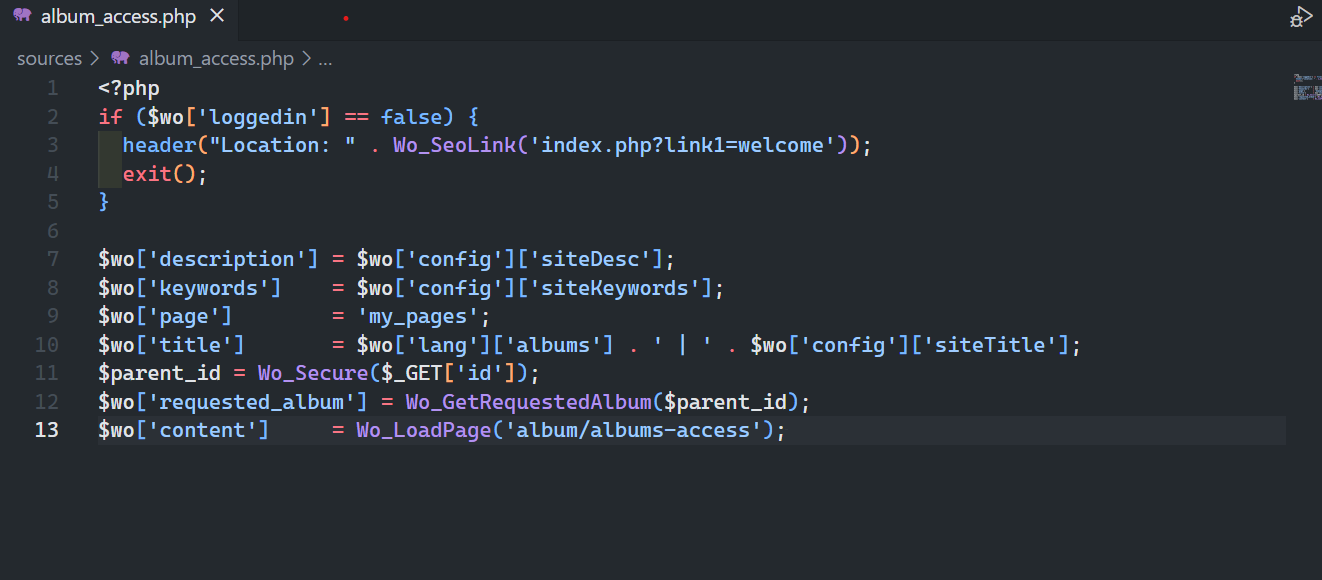 album_access.php
sources > album_access.php > ...
1 <?php
2 if ($wo['loggedin'] == false) {
3 header("Location: " . Wo_SeoLink('index.php?link1=welcome'));
4 exit();
5 }
6
7 $wo['description'] = $wo['config']['siteDesc'];
8 $wo['keywords']    = $wo['config']['siteKeywords'];
9 $wo['page']        = 'my_pages';
10 $wo['title']       = $wo['lang']['albums'] . ' | ' . $wo['config']['siteTitle'];
11 $parent_id = Wo_Secure($_GET['id']);
12 $wo['requested_album'] = Wo_GetRequestedAlbum($parent_id);
13 $wo['content']     = Wo_LoadPage('album/albums-access');